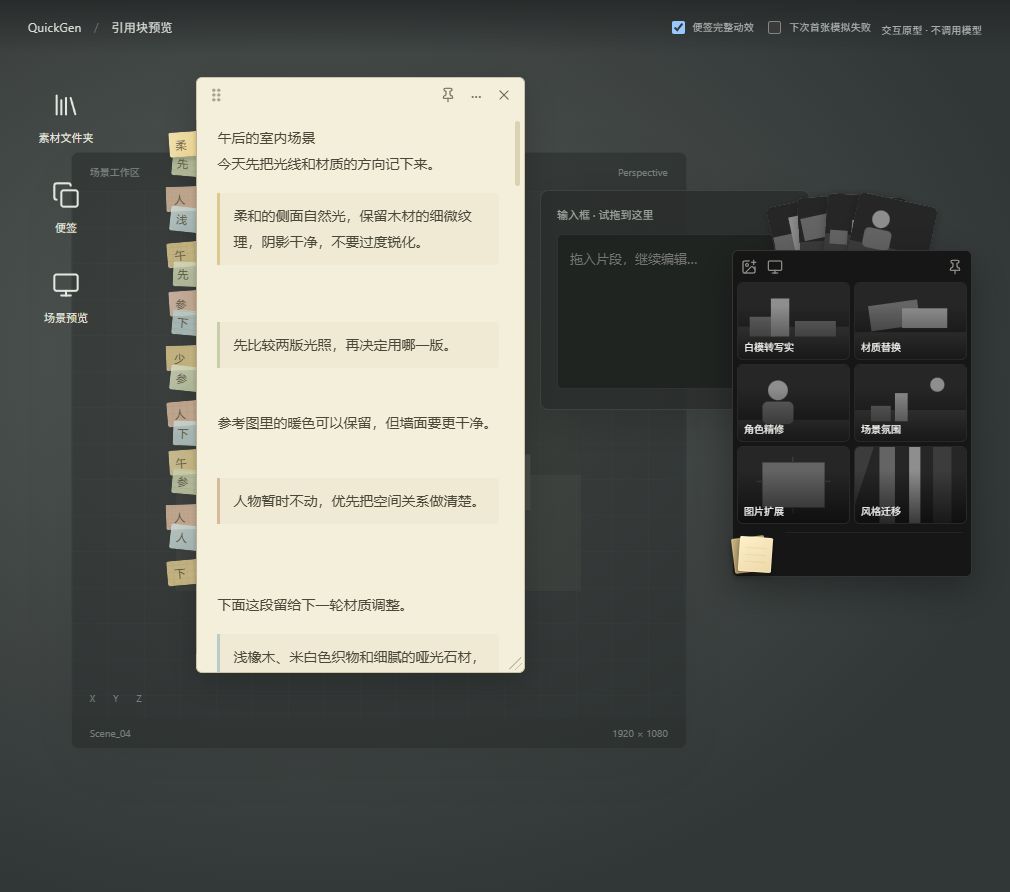 QuickGen / 引用块预览
便签完整动效
下次首张模拟失败
交互原型 · 不调用模型
素材文件夹
便签
场景预览
场景工作区
Perspective
柔
先
人
浅
午
先
参
下
少
参
人
下
午
参
人
人
下
午后的室内场景
今天先把光线和材质的方向记下来。
柔和的侧面自然光，保留木材的细微纹
理，阴影干净，不要过度锐化。
先比较两版光照，再决定用哪一版。
参考图里的暖色可以保留，但墙面要更干净。
人物暂时不动，优先把空间关系做清楚。
下面这段留给下一轮材质调整。
浅橡木、米白色织物和细腻的哑光石材，
输入框 · 试拖到这里
拖入片段，继续编辑...
白模转写实
材质替换
角色精修
场景氛围
图片扩展
风格迁移
X Y Z
Scene_04
1920 × 1080